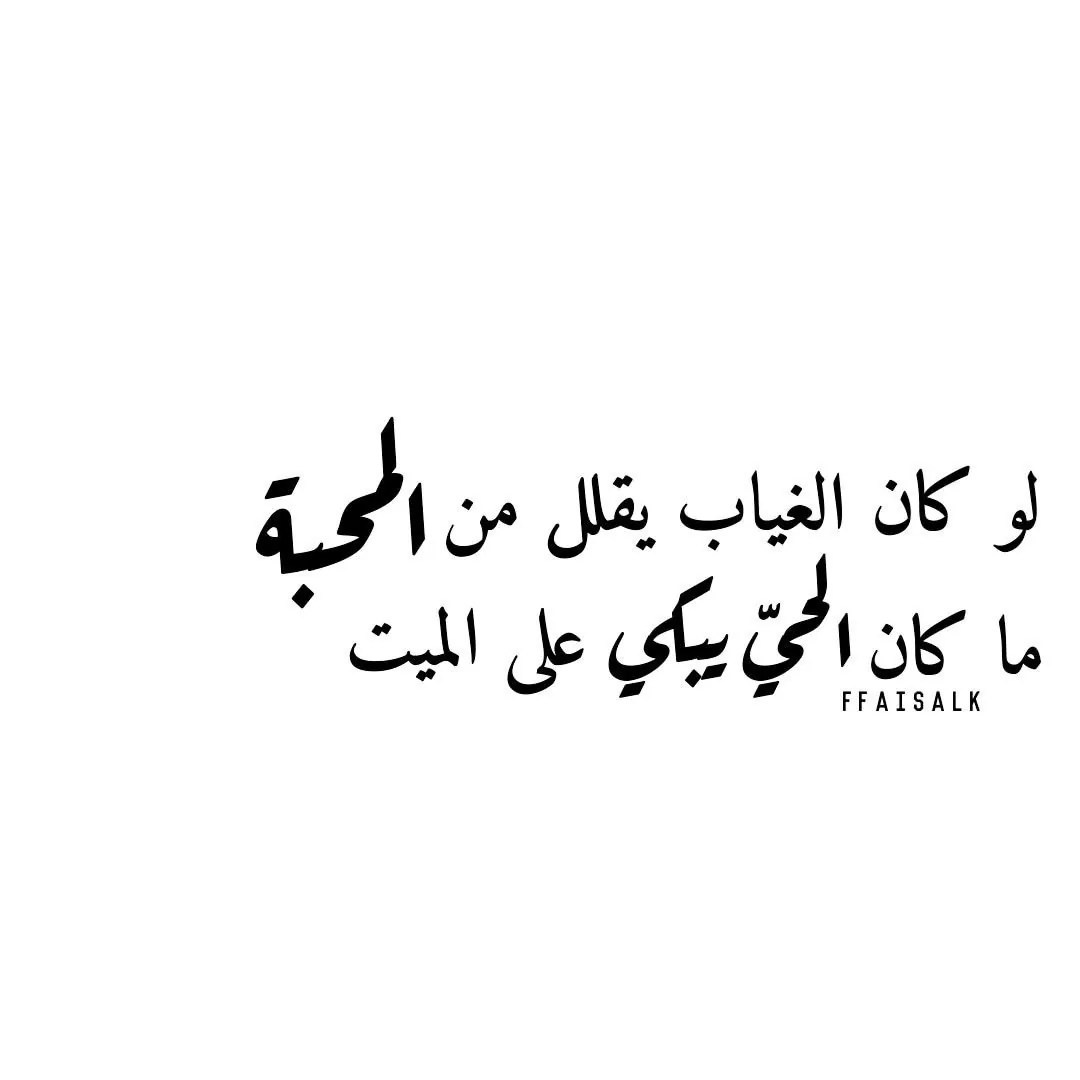 لو كان الغياب يقلل من المحبة
ما كان الحيّ يبكي على الميت
FFAISALK